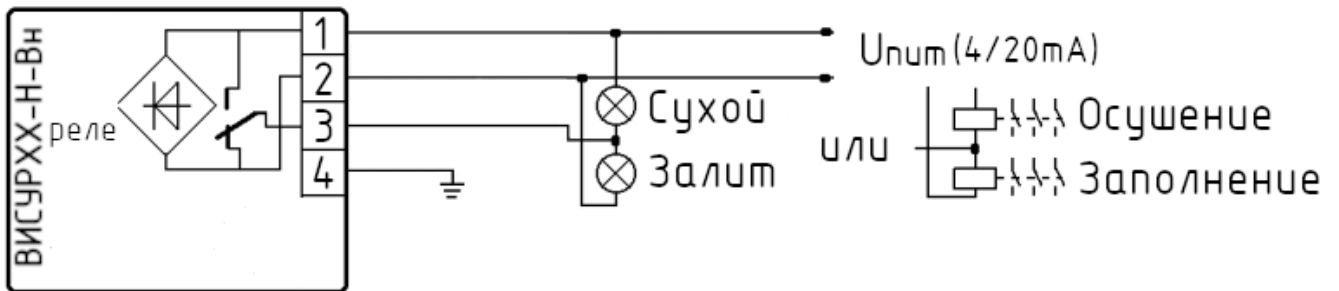 ВИСУРХХ-Н-Вн
реле
1
2
3
4
Сухой
Залит
Uпит (4/20mA)
или
Осушение
Заполнение